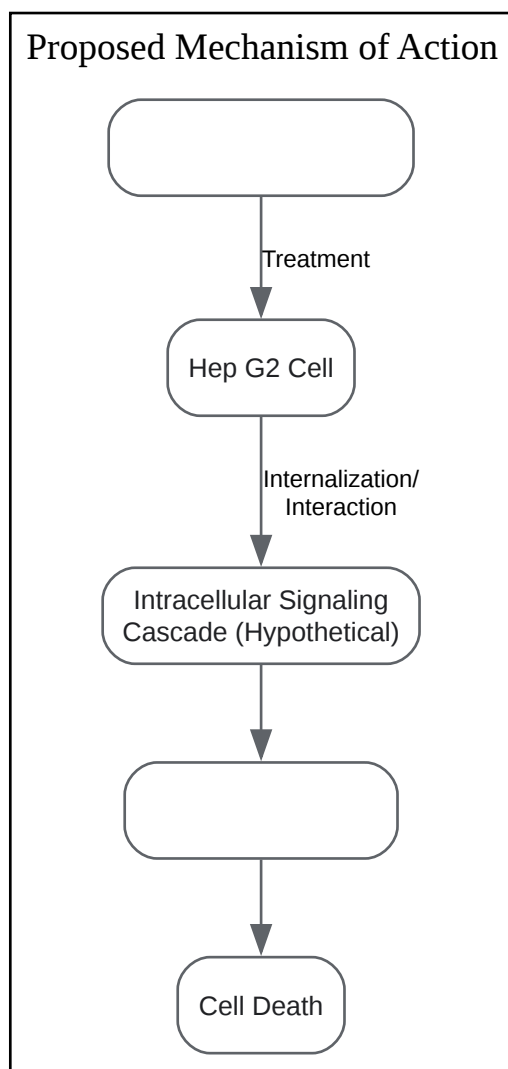 Proposed Mechanism of Action
Treatment
Hep G2 Cell
Internalization/
Interaction
Intracellular Signaling
Cascade (Hypothetical)
Cell Death